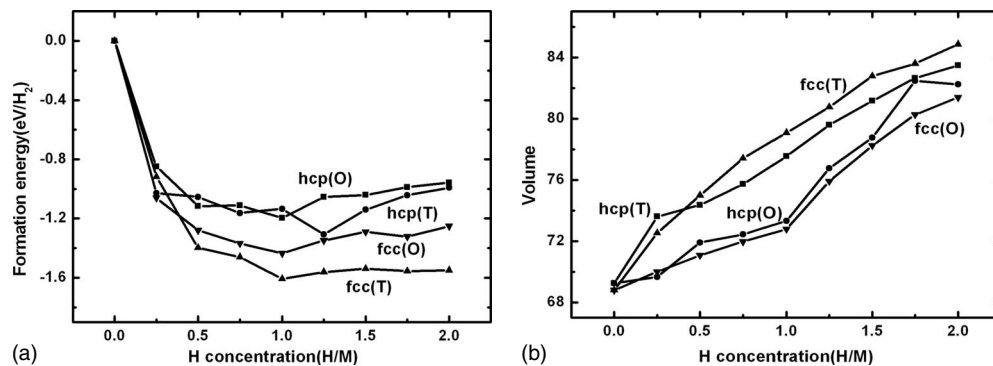 0.0
-0.4
-0.8
-1.2
-1.6
Formation energy(eV/H2)
hcp(O)
hcp(T)
fcc(O)
fcc(T)
0.0 0.5 1.0 1.5 2.0
H concentration(H/M)
(a)
84
80
76
72
68
Volume
fcc(T)
fcc(O)
hcp(T)
hcp(O)
0.0 0.5 1.0 1.5 2.0
H concentration(H/M)
(b)